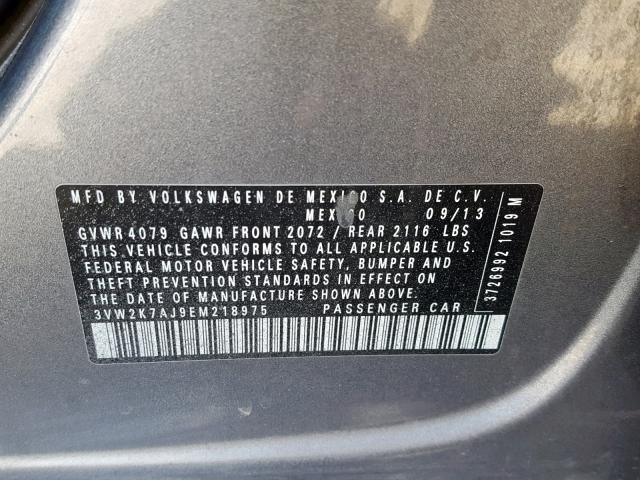 MFD BY VOLKSWAGEN DE MEXICO S.A. DE C.V.
MEXICO 09/13
GVWR 4079 GAWR FRONT 2072 / REAR 2116 LBS
THIS VEHICLE CONFORMS TO ALL APPLICABLE U.S.
FEDERAL MOTOR VEHICLE SAFETY, BUMPER AND
THEFT PREVENTION STANDARDS IN EFFECT ON
THE DATE OF MANUFACTURE SHOWN ABOVE.
3VW2K7AJ9EM218975 PASSENGER CAR
3726992 1019 M